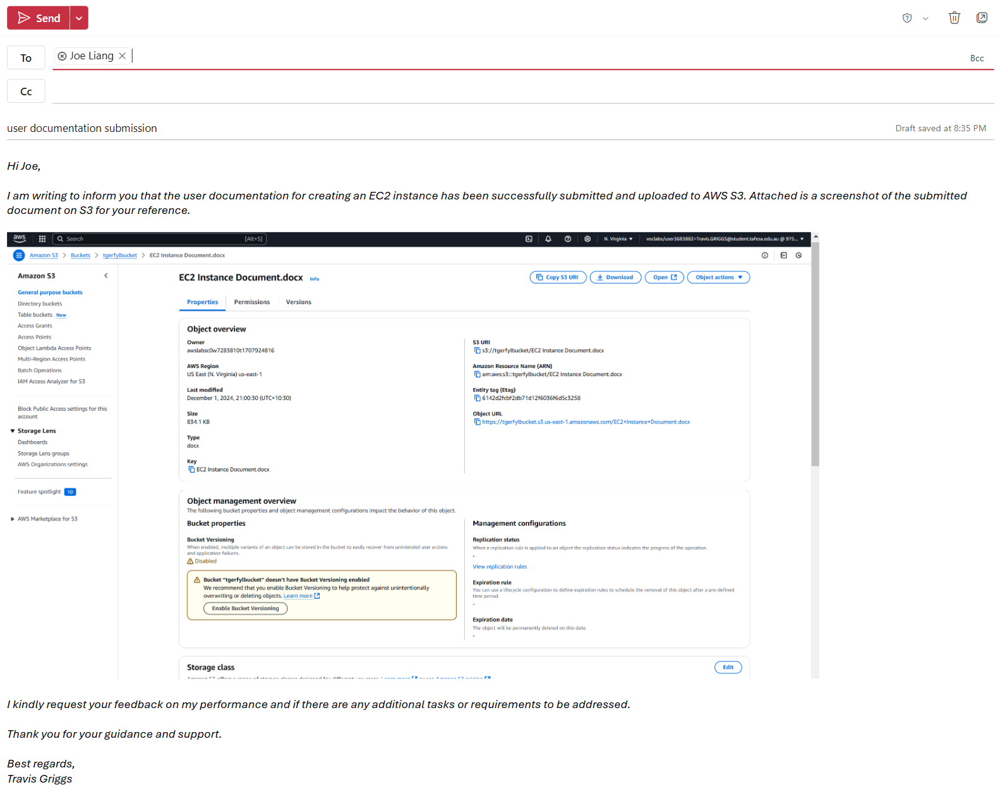 Send
To
Joe Liang
Bcc
Cc
user documentation submission
Draft saved at 8:35 PM
Hi Joe,
I am writing to inform you that the user documentation for creating an EC2 instance has been successfully submitted and uploaded to AWS S3. Attached is a screenshot of the submitted
document on S3 for your reference.
aws
Search
[Alt+S]
N. Virginia
voclabs/user3683882=Travis.GRIGGS@student.tafesa.edu.au @ 975...
Amazon S3
Buckets
tgerfylbucket
EC2 Instance Document.docx
Amazon S3
General purpose buckets
Directory buckets
Table buckets New
Access Grants
Access Points
Object Lambda Access Points
Multi-Region Access Points
Batch Operations
IAM Access Analyzer for S3
Block Public Access settings for this
account
Storage Lens
Dashboards
Storage Lens groups
AWS Organizations settings
Feature spotlight 10
AWS Marketplace for S3
EC2 Instance Document.docx Info
Copy S3 URI
Download
Open
Object actions
Properties
Permissions
Versions
Object overview
Owner
awslabsc0w7283810t1707924816
AWS Region
US East (N. Virginia) us-east-1
Last modified
December 1, 2024, 21:00:30 (UTC+10:30)
Size
834.1 KB
Type
docx
Key
EC2 Instance Document.docx
S3 URI
s3://tgerfylbucket/EC2 Instance Document.docx
Amazon Resource Name (ARN)
arn:aws:s3:::tgerfylbucket/EC2 Instance Document.docx
Entity tag (Etag)
6142d2fcbf2db71d12f6036f6d5c3258
Object URL
https://tgerfylbucket.s3.us-east-1.amazonaws.com/EC2+Instance+Document.docx
Object management overview
The following bucket properties and object management configurations impact the behavior of this object.
Bucket properties
Bucket Versioning
When enabled, multiple variants of an object can be stored in the bucket to easily recover from unintended user actions
and application failures.
Disabled
Bucket "tgerfylbucket" doesn't have Bucket Versioning enabled
We recommend that you enable Bucket Versioning to help protect against unintentionally
overwriting or deleting objects. Learn more
Enable Bucket Versioning
Management configurations
Replication status
When a replication rule is applied to an object the replication status indicates the progress of the operation.
-
View replication rules
Expiration rule
You can use a lifecycle configuration to define expiration rules to schedule the removal of this object after a pre-defined
time period.
-
Expiration date
The object will be permanently deleted on this date.
-
Storage class
Edit
Amazon S3 offers a range of storage classes designed for different use cases. Learn more or see Amazon S3 pricing
I kindly request your feedback on my performance and if there are any additional tasks or requirements to be addressed.
Thank you for your guidance and support.
Best regards,
Travis Griggs